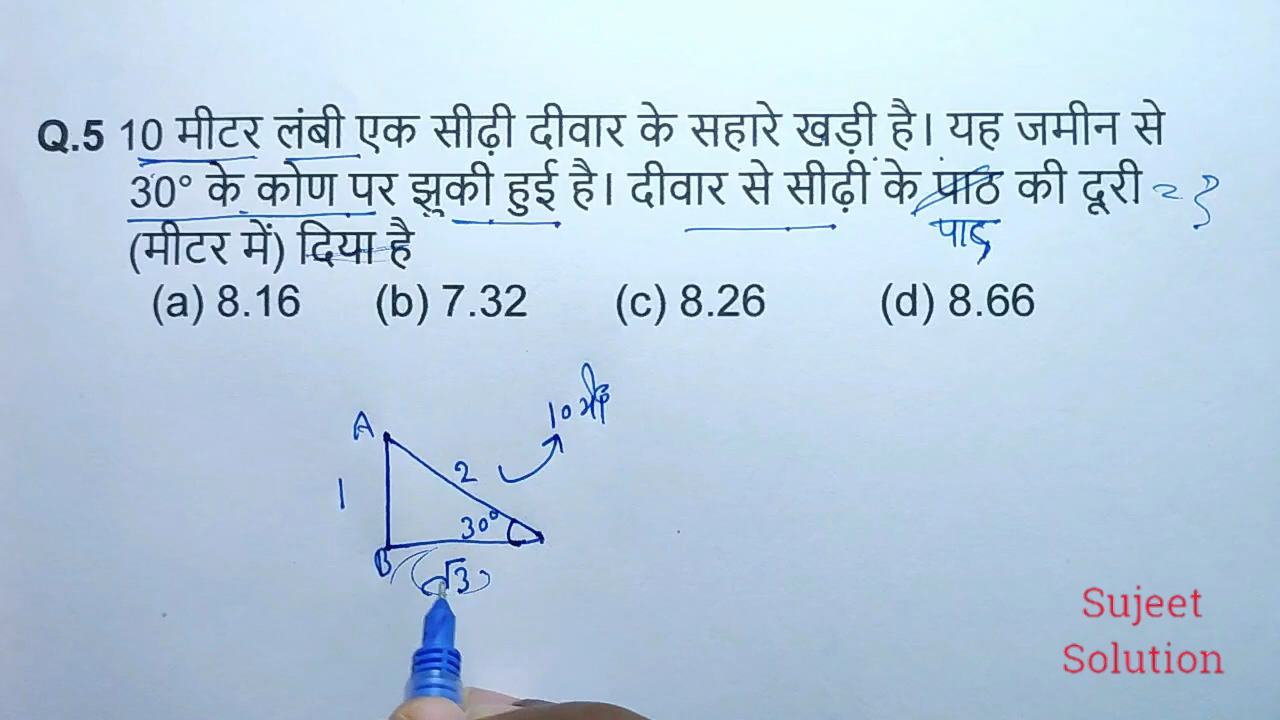 Q.5 10 मीटर लंबी एक सीढ़ी दीवार के सहारे खड़ी है। यह जमीन से
30° के कोण पर झुकी हुई है। दीवार से सीढ़ी के पाठ की दूरी = ?
पाद
(मीटर में) दिया है
(a) 8.16 (b) 7.32 (c) 8.26 (d) 8.66
10 मी॰
A
2
1
30°
B
√3
Sujeet
Solution